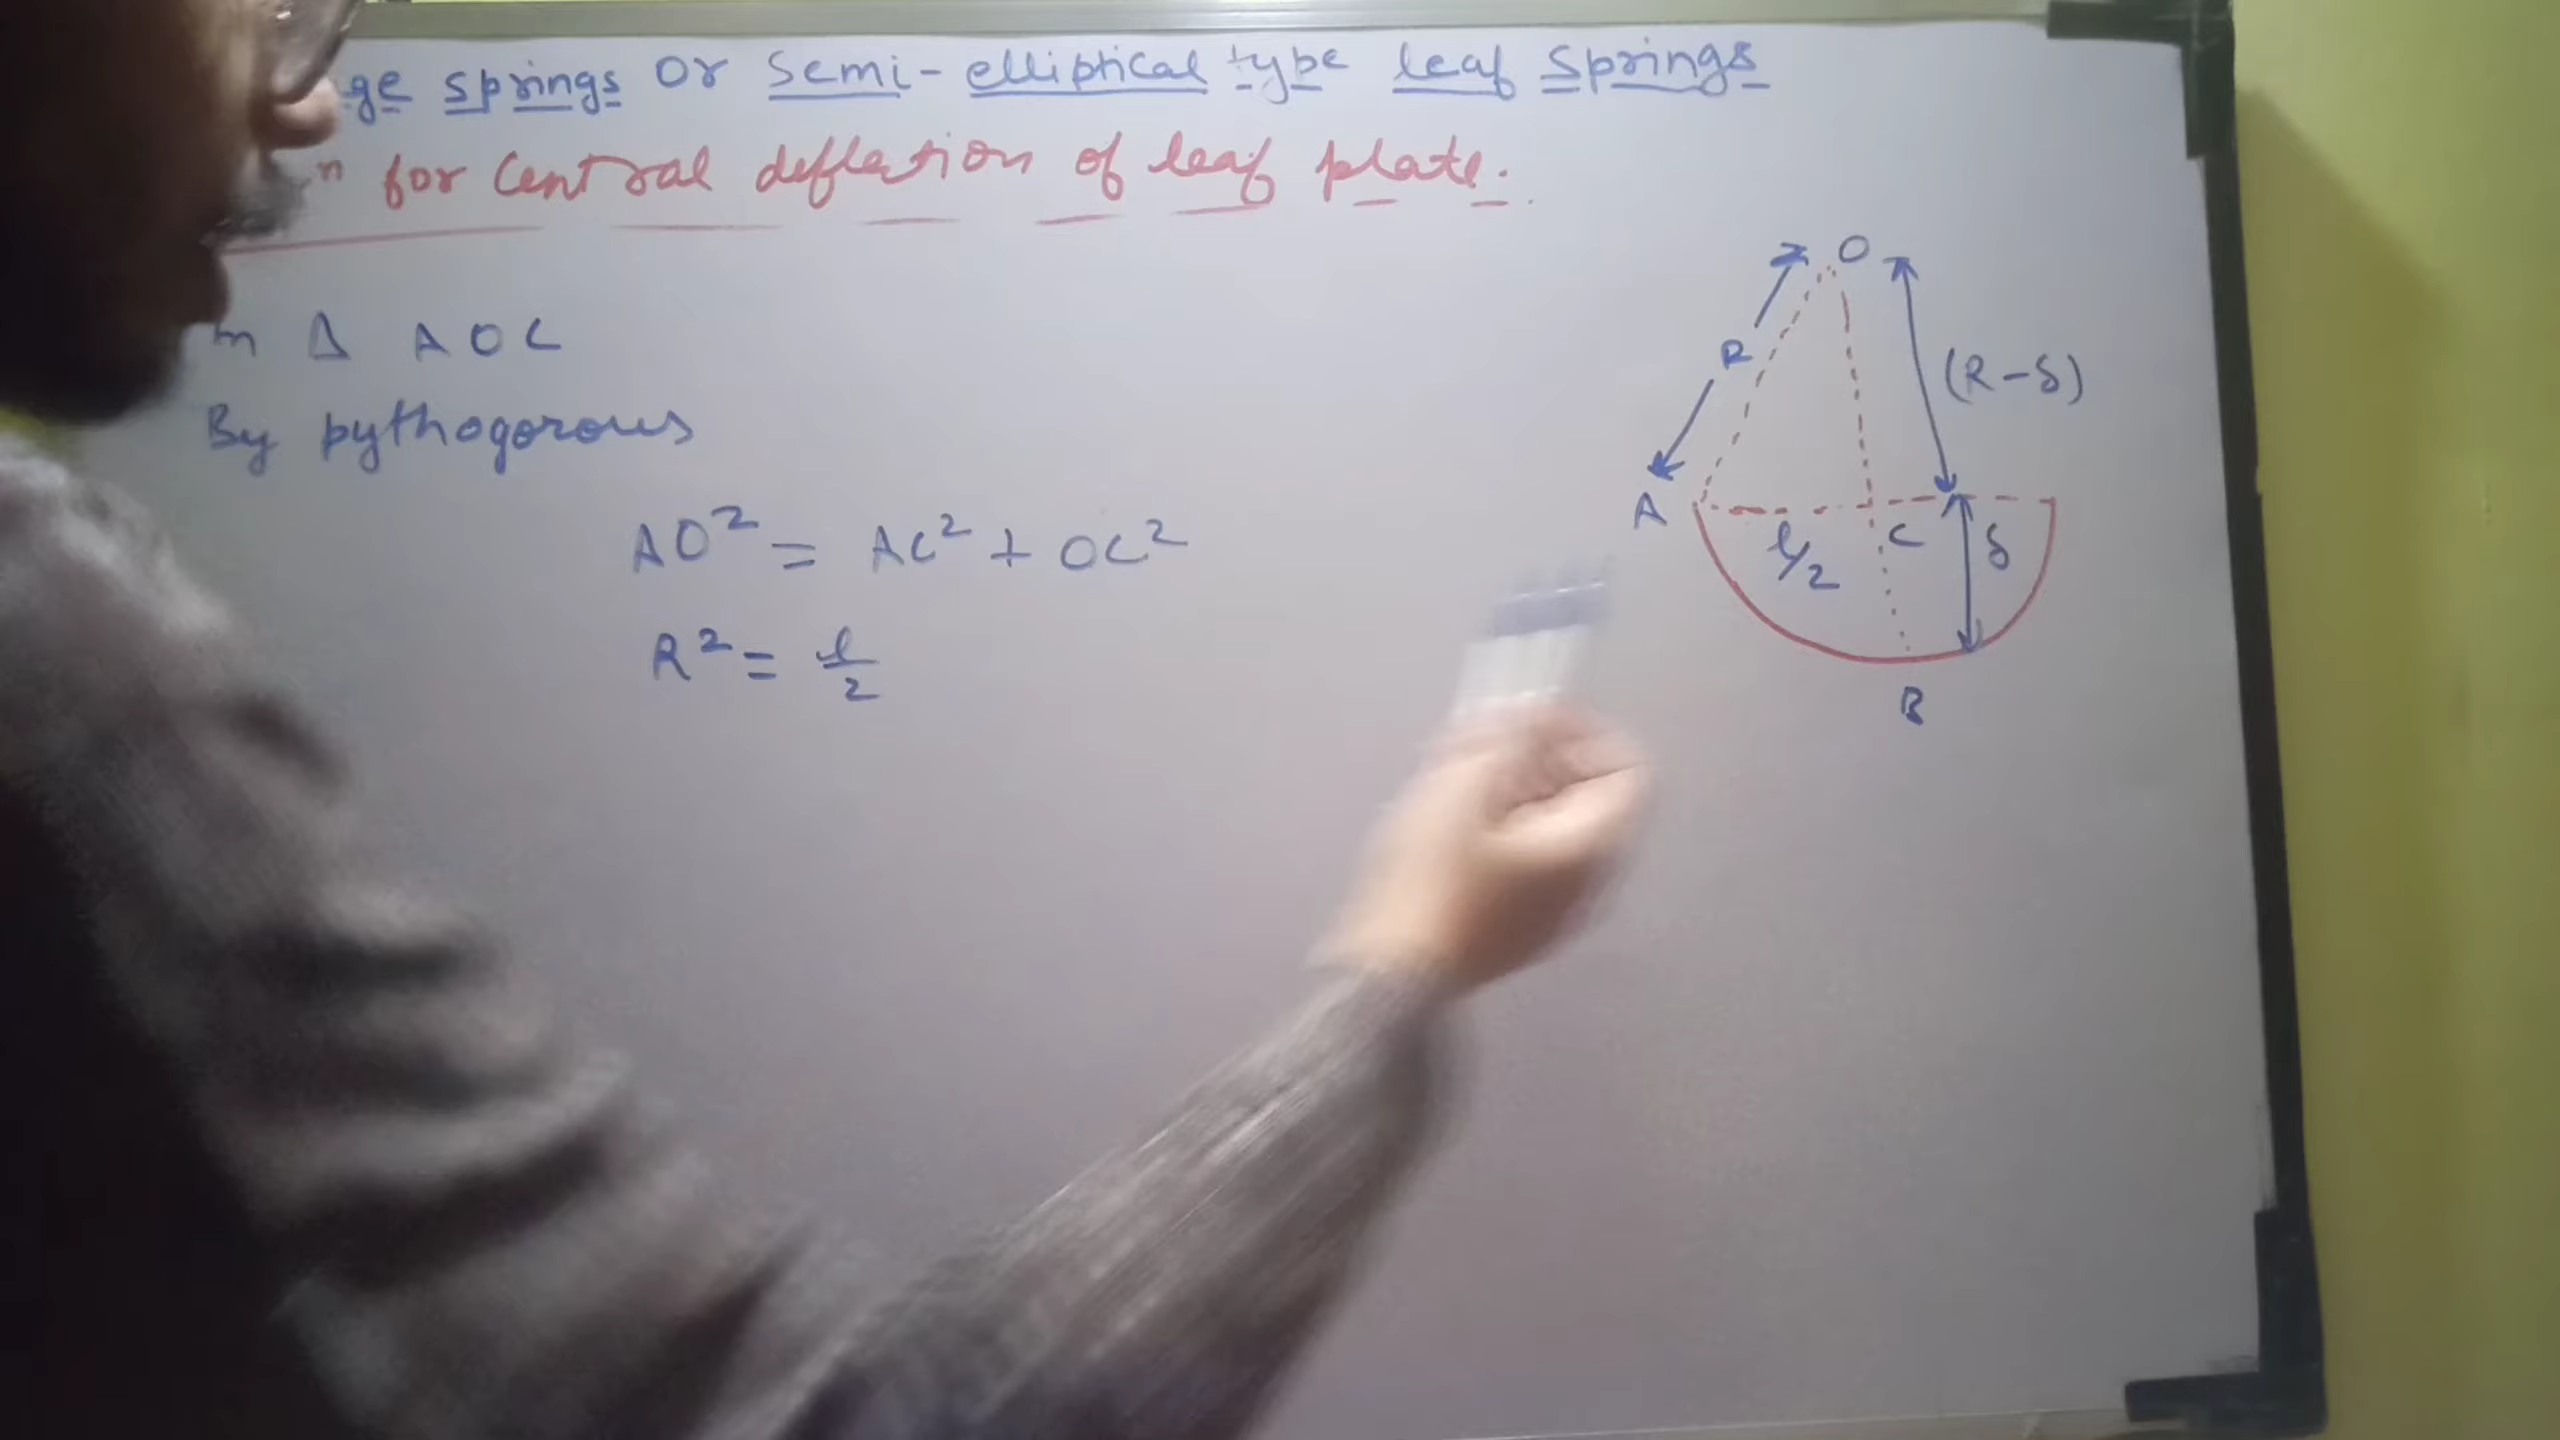 ge springs or semi-elliptical type leaf springs
n for Central deflection of leaf plate.
In Δ AOC
By pythogorous
AO² = AC² + OC²
R² = l/2
O
R
(R-δ)
A
l/2
C
δ
B